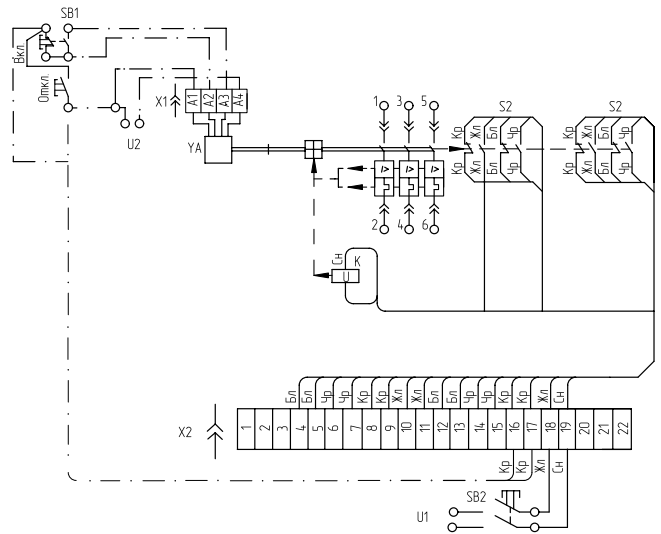 SB1
Вкл.
Откл.
X1
A1 A2 A3 A4
U2
YA
1 3 5
I> I> I>
2 4 6
S2
Кр Жл Бл Чр
Кр Жл Бл Чр
S2
Кр Жл Бл Чр
Кр Жл Бл Чр
Сн
K
U
Бл Бл Чр Чр Кр Кр Жл Жл Бл Бл Чр Чр Кр Кр Жл Сн
X2
1 2 3 4 5 6 7 8 9 10 11 12 13 14 15 16 17 18 19 20 21 22
Кр Кр Жл Сн
SB2
U1